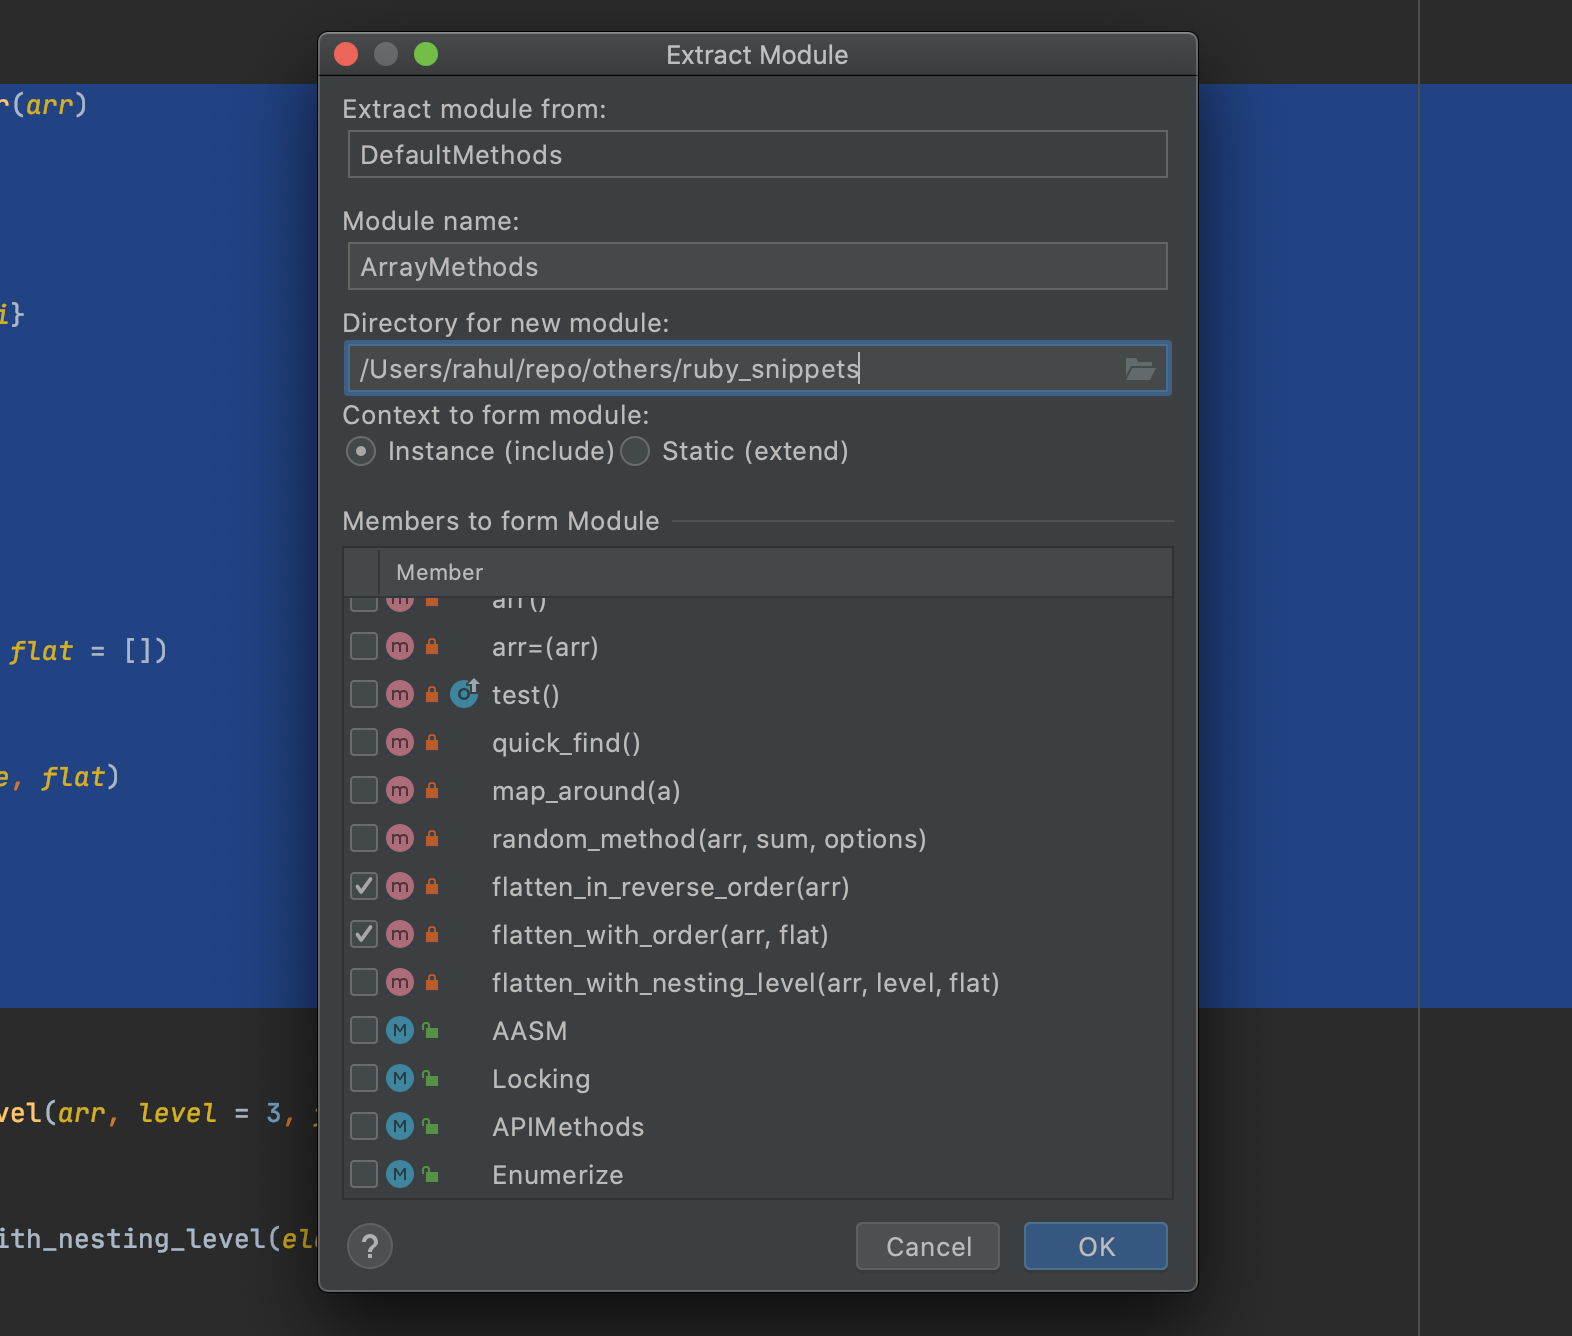 Extract Module
r(arr)
Extract module from:
DefaultMethods
Module name:
ArrayMethods
i}
Directory for new module:
/Users/rahul/repo/others/ruby_snippets
Context to form module:
Instance (include) Static (extend)
Members to form Module
Member
arr()
m arr=(arr)
flat = [])
m test()
m quick_find()
e, flat)
m map_around(a)
m random_method(arr, sum, options)
m flatten_in_reverse_order(arr)
m flatten_with_order(arr, flat)
m flatten_with_nesting_level(arr, level, flat)
M AASM
M Locking
vel(arr, level = 3,
M APIMethods
M Enumerize
ith_nesting_level(el
? Cancel OK